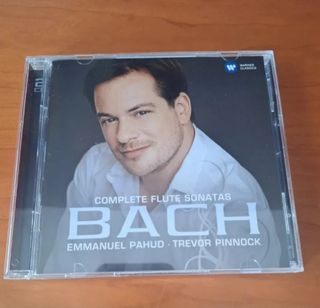 WARNER
CLASSICS
COMPLETE FLUTE SONATAS
BACH
EMMANUEL PAHUD · TREVOR PINNOCK